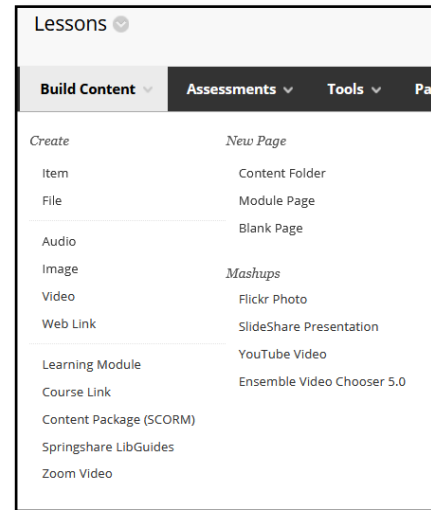 Lessons
Build Content
Assessments
Tools
Pa
Create
Item
File
Audio
Image
Video
Web Link
Learning Module
Course Link
Content Package (SCORM)
Springshare LibGuides
Zoom Video
New Page
Content Folder
Module Page
Blank Page
Mashups
Flickr Photo
SlideShare Presentation
YouTube Video
Ensemble Video Chooser 5.0